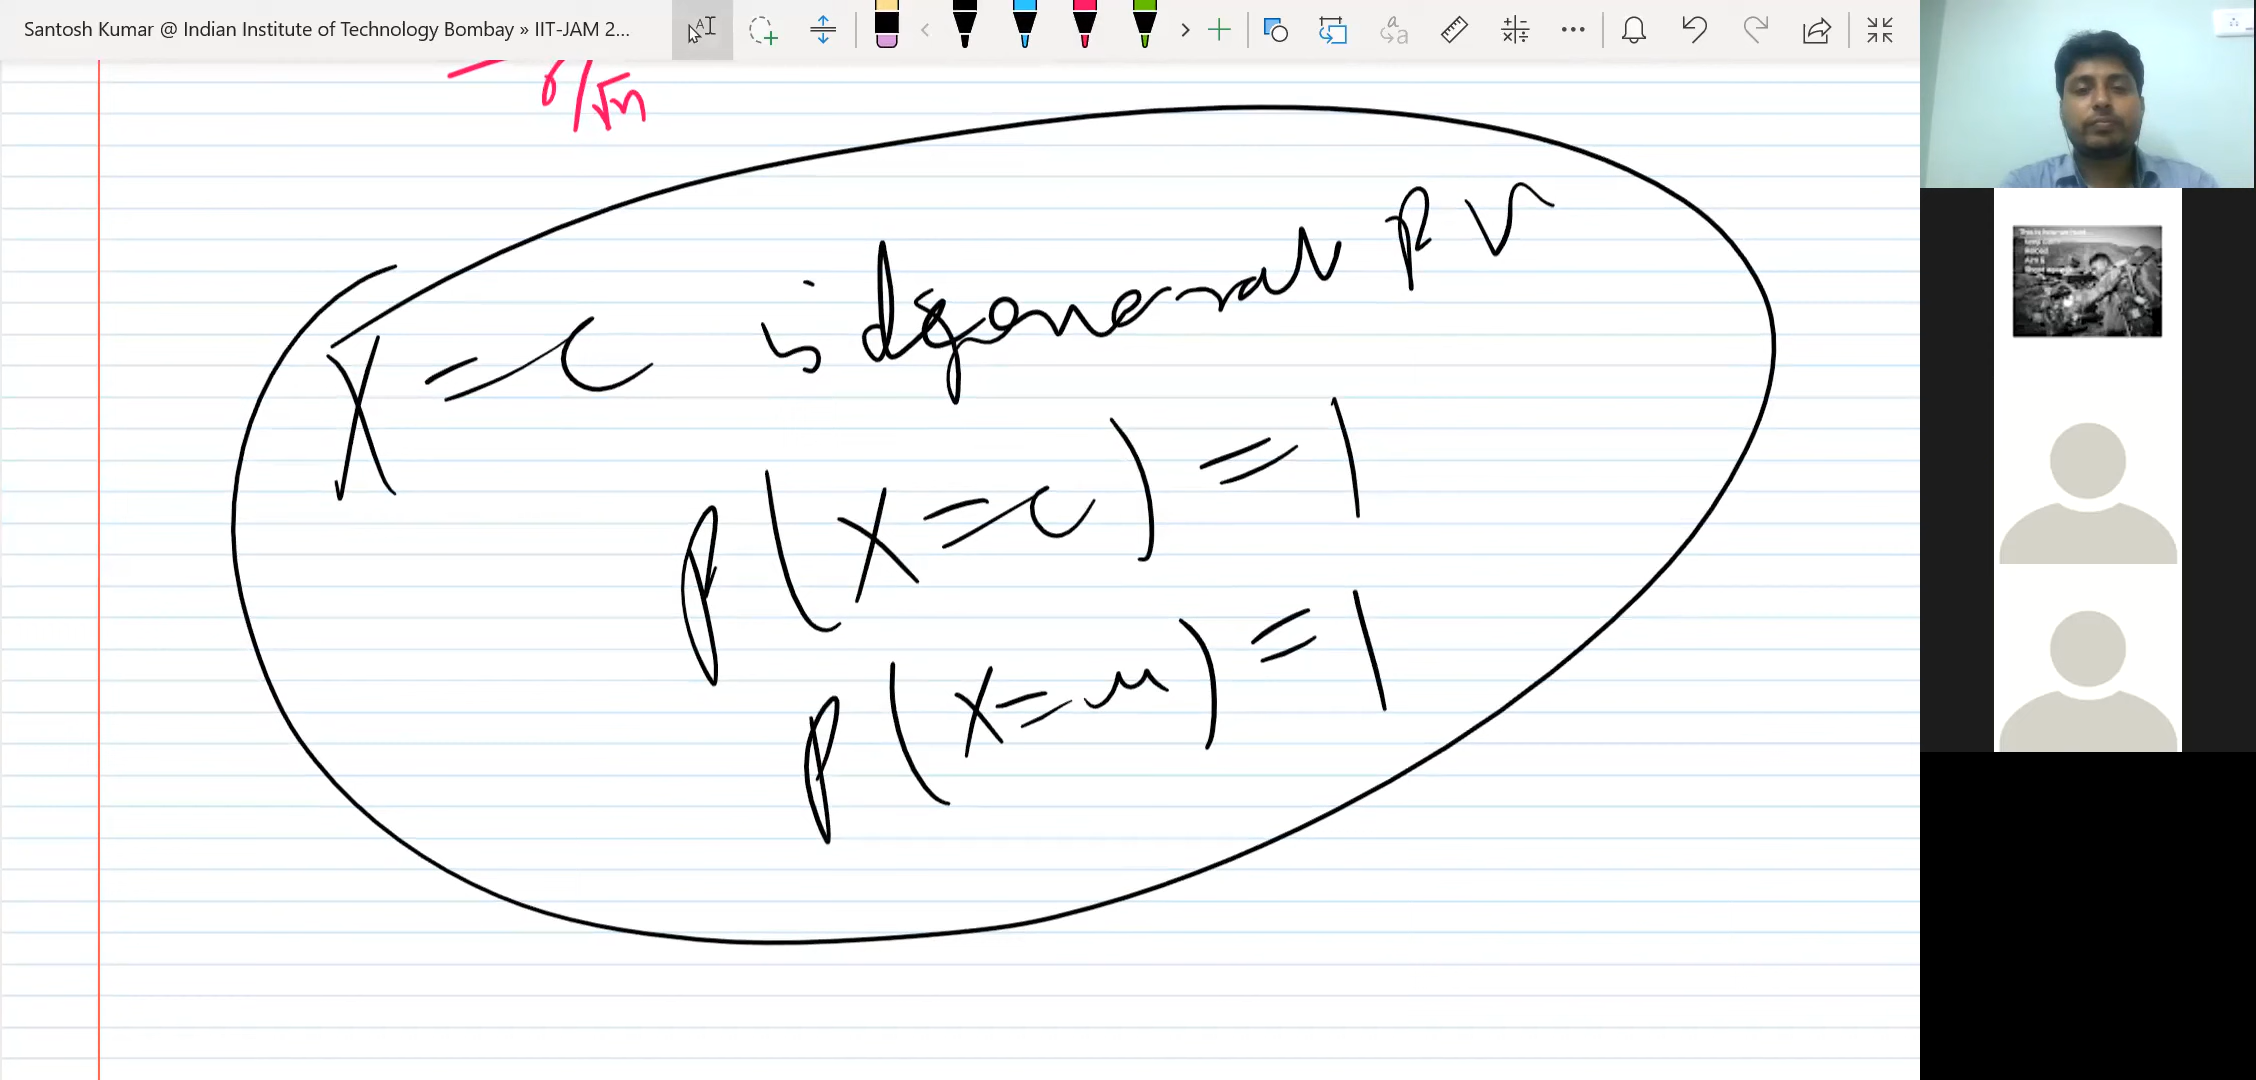 Santosh Kumar @ Indian Institute of Technology Bombay » IIT-JAM 2...
σ/√n
X = c is degenerate RV
P(X=c) = 1
P(X=μ) = 1